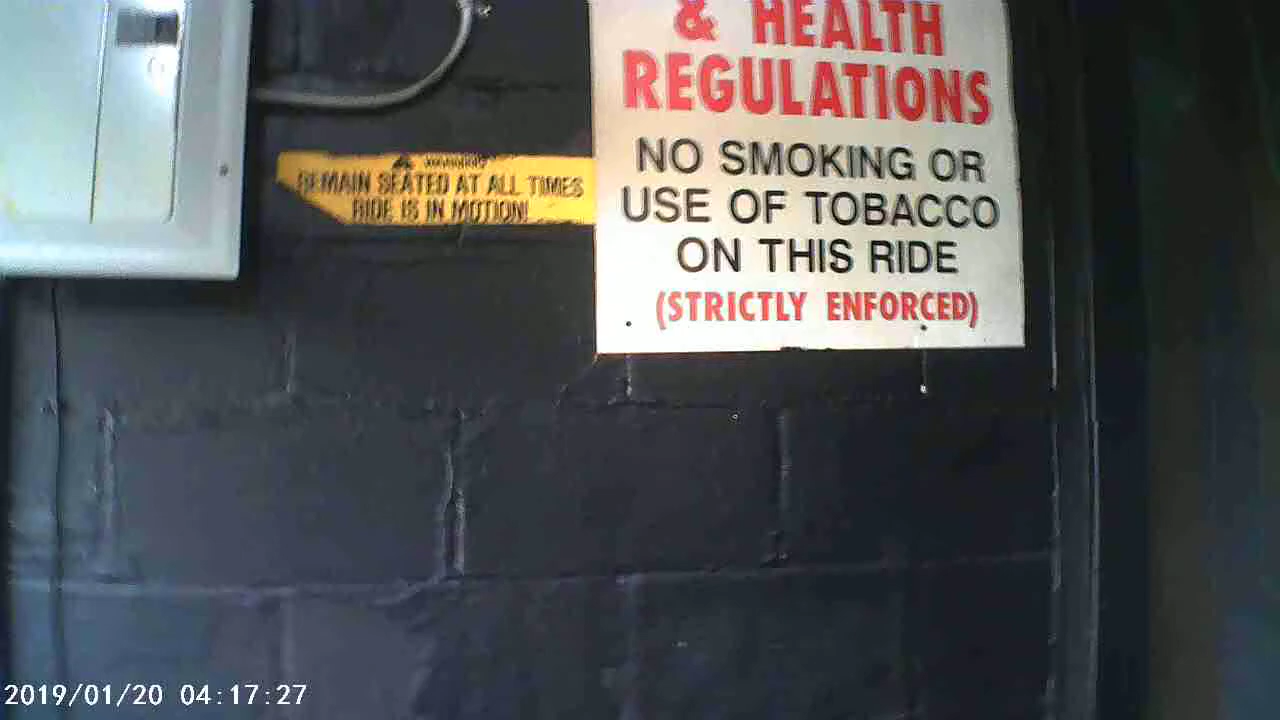 & HEALTH
REGULATIONS
NO SMOKING OR
USE OF TOBACCO
ON THIS RIDE
(STRICTLY ENFORCED)
WARNING
REMAIN SEATED AT ALL TIMES
RIDE IS IN MOTION!
2019/01/20 04:17:27